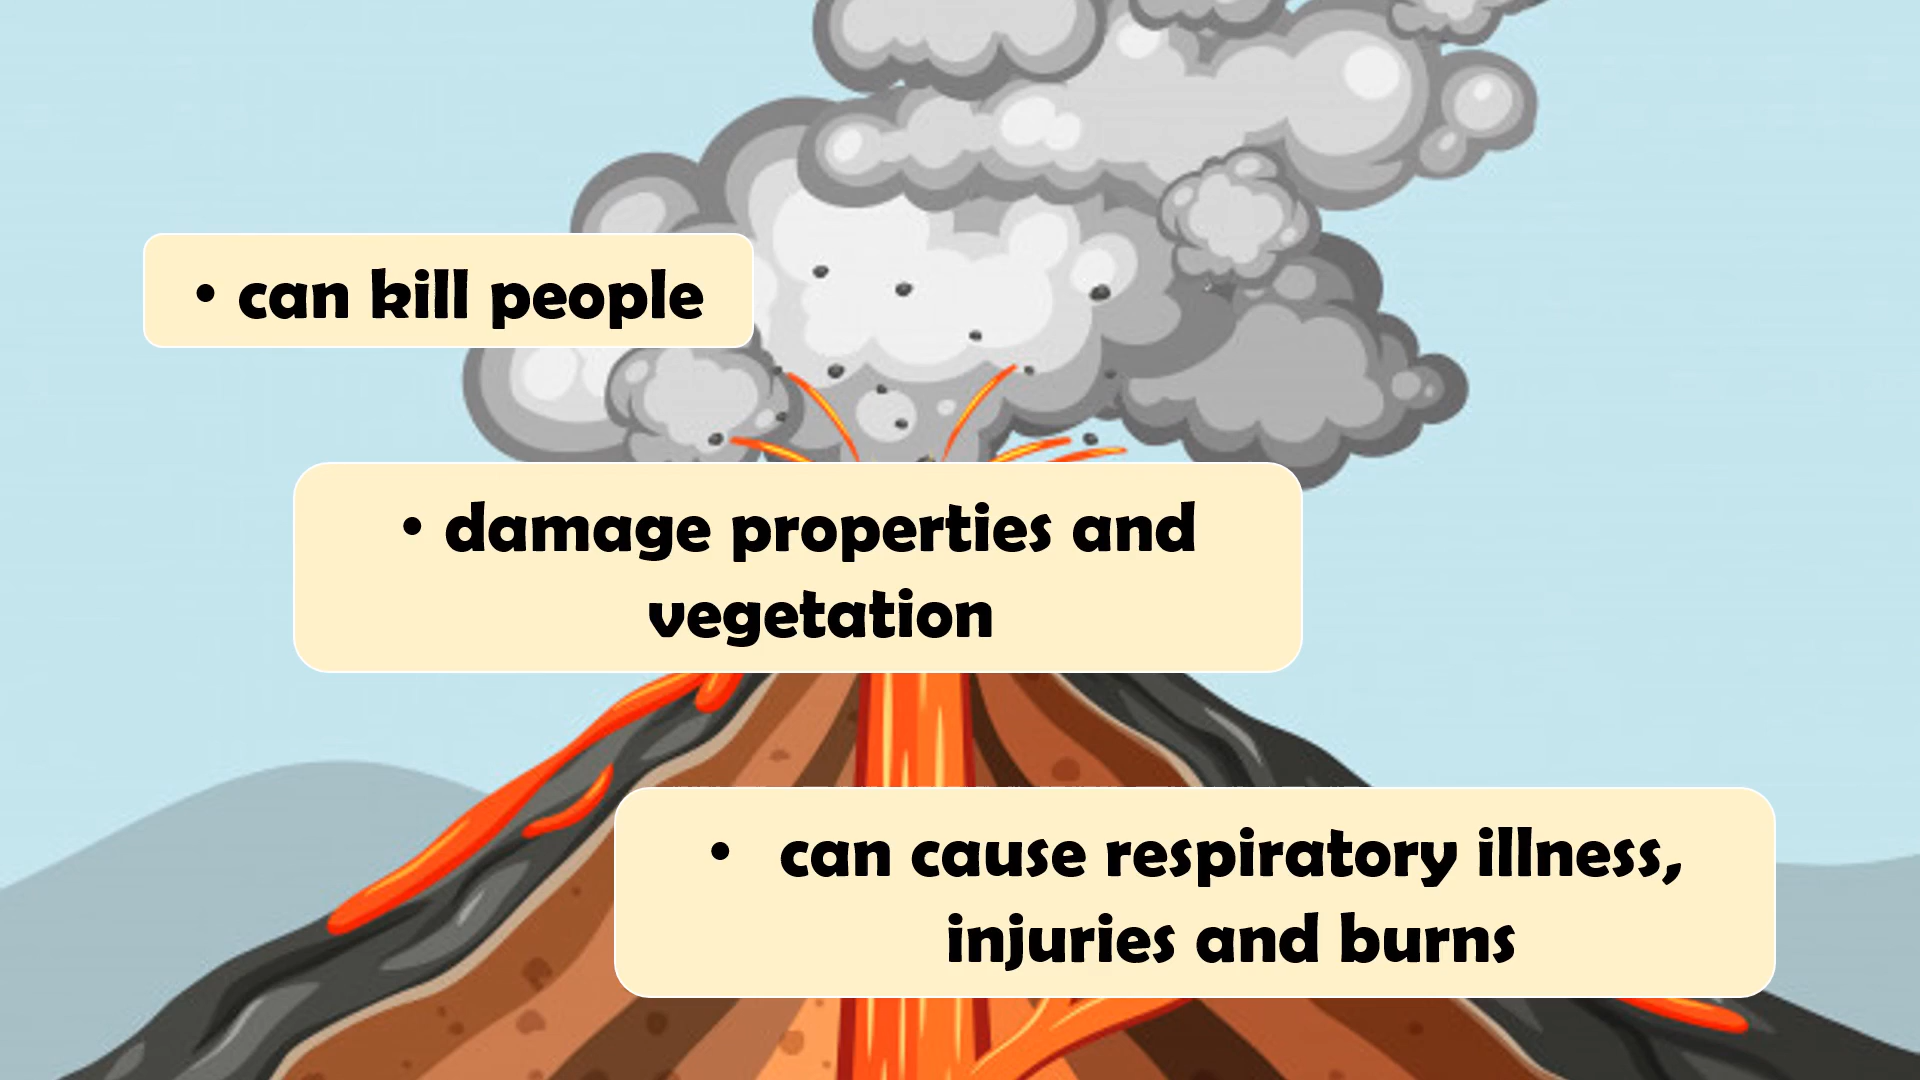 • can kill people
• damage properties and
vegetation
• can cause respiratory illness,
injuries and burns